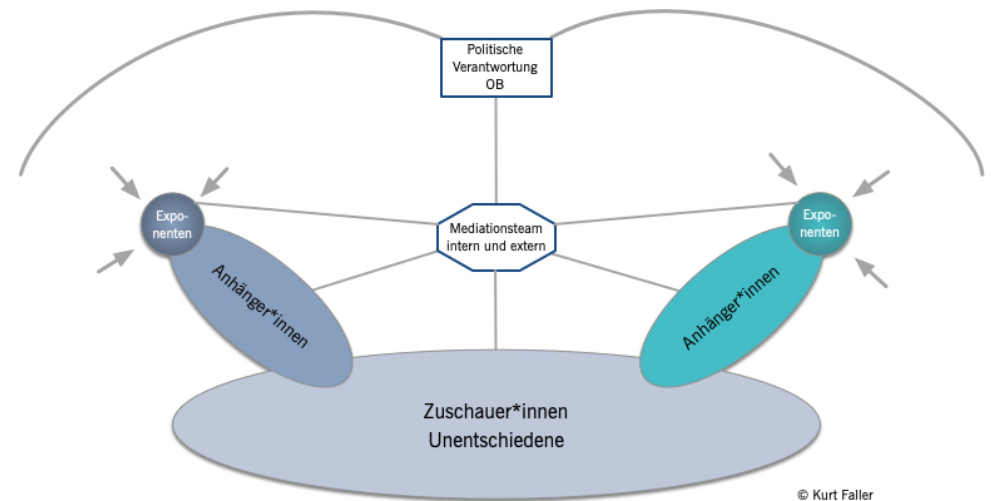 Politische
Verantwortung
OB
Expo-
nenten
Mediationsteam
intern und extern
Expo-
nenten
Anhänger*innen
Anhänger*innen
Zuschauer*innen
Unentschiedene
© Kurt Faller